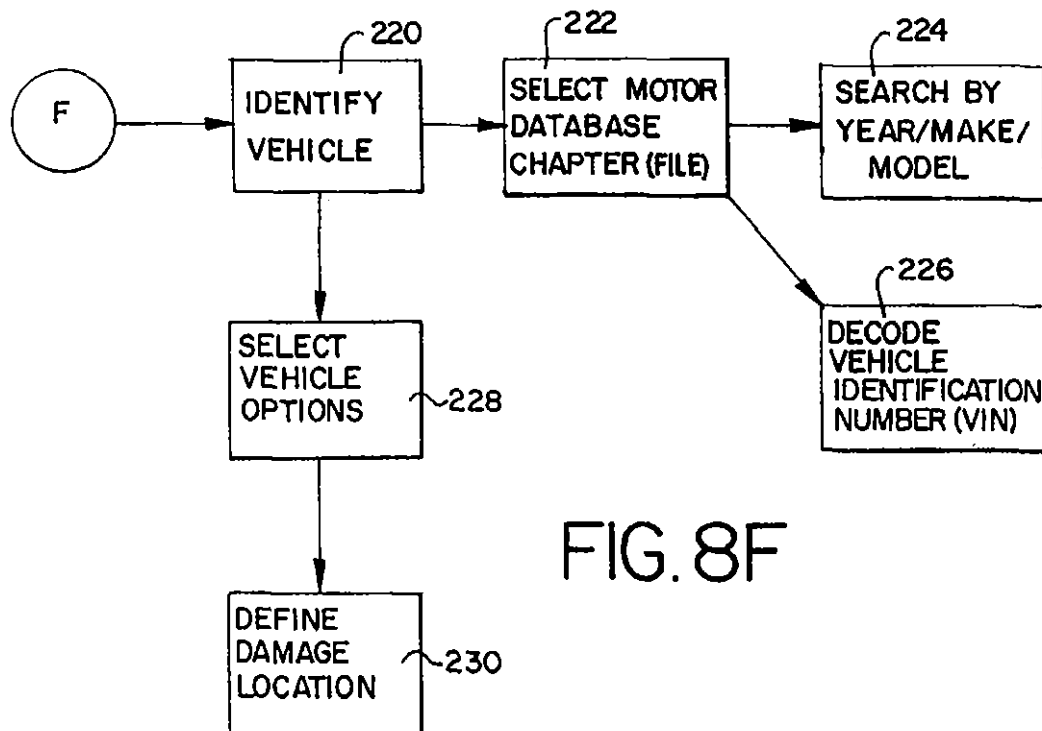 F
220
IDENTIFY
VEHICLE
222
SELECT MOTOR
DATABASE
CHAPTER (FILE)
224
SEARCH BY
YEAR/MAKE/
MODEL
226
DECODE
VEHICLE
IDENTIFICATION
NUMBER (VIN)
SELECT
VEHICLE
OPTIONS
228
DEFINE
DAMAGE
LOCATION
230
FIG. 8F